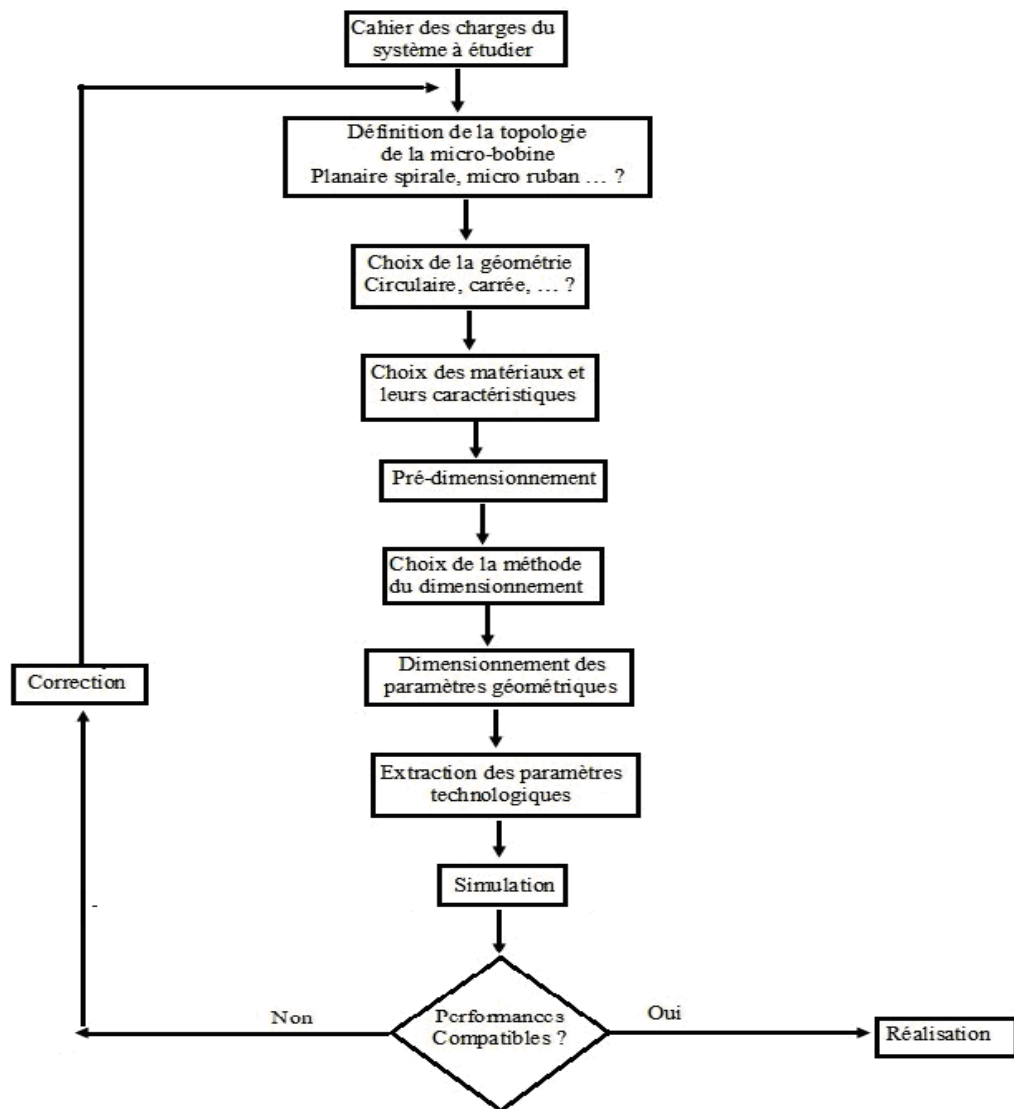 Cahier des charges du
système à étudier
Définition de la topologie
de la micro-bobine
Planaire spirale, micro ruban ... ?
Choix de la géométrie
Circulaire, carrée, ... ?
Choix des matériaux et
leurs caractéristiques
Pré-dimensionnement
Choix de la méthode
du dimensionnement
Dimensionnement des
paramètres géométriques
Correction
Extraction des paramètres
technologiques
Simulation
Non
Performances
Compatibles ?
Oui
Réalisation